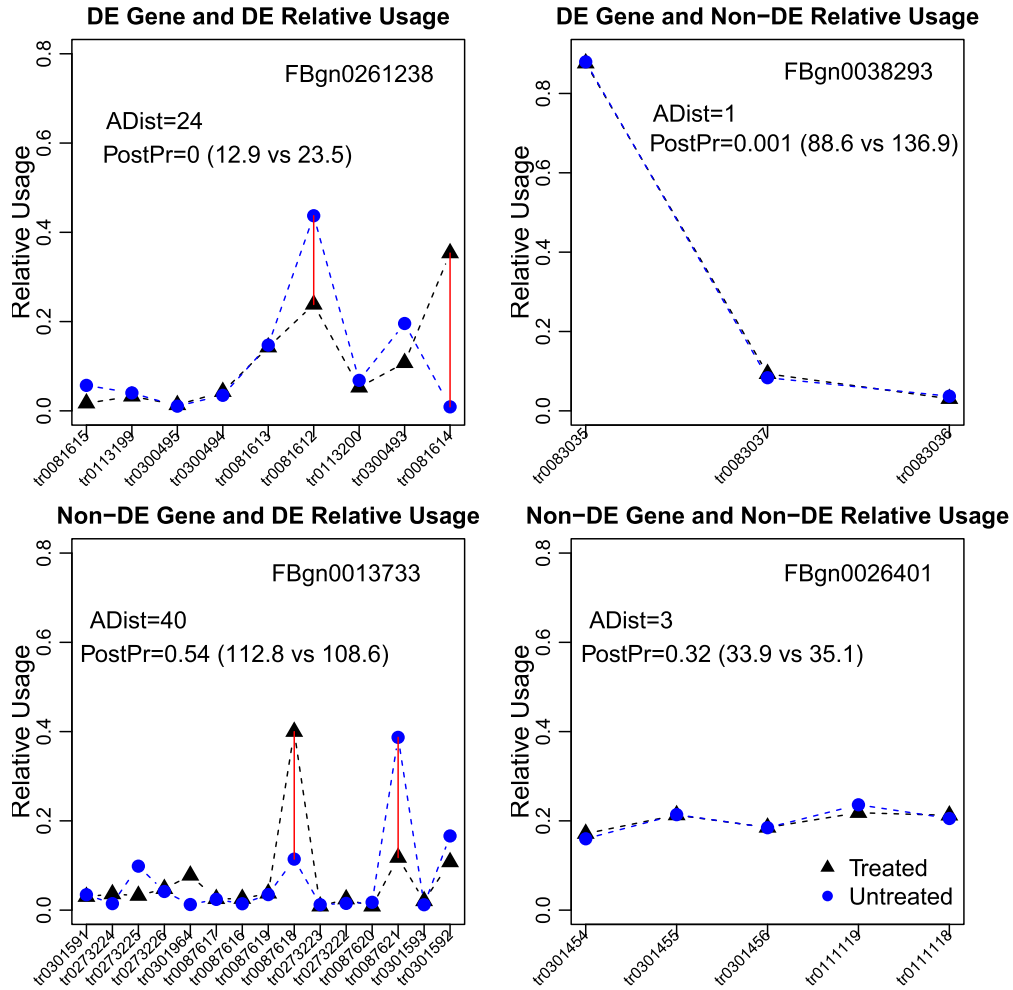 DE Gene and DE Relative Usage
FBgn0261238
ADist=24
PostPr=0 (12.9 vs 23.5)
Relative Usage
0.8
0.6
0.4
0.2
0.0
tr0081615
tr0113199
tr0300495
tr0300494
tr0081613
tr0081612
tr0113200
tr0300493
tr0081614
DE Gene and Non−DE Relative Usage
FBgn0038293
ADist=1
PostPr=0.001 (88.6 vs 136.9)
Relative Usage
0.8
0.6
0.4
0.2
0.0
tr0083035
tr0083037
tr0083036
Non−DE Gene and DE Relative Usage
FBgn0013733
ADist=40
PostPr=0.54 (112.8 vs 108.6)
Relative Usage
0.8
0.6
0.4
0.2
0.0
tr0301591
tr0273224
tr0273225
tr0273226
tr0301964
tr0087617
tr0087616
tr0087619
tr0087618
tr0273223
tr0273222
tr0087620
tr0087621
tr0301593
tr0301592
Non−DE Gene and Non−DE Relative Usage
FBgn0026401
ADist=3
PostPr=0.32 (33.9 vs 35.1)
Relative Usage
0.8
0.6
0.4
0.2
0.0
tr0301454
tr0301455
tr0301456
tr0111119
tr0111118
Treated
Untreated